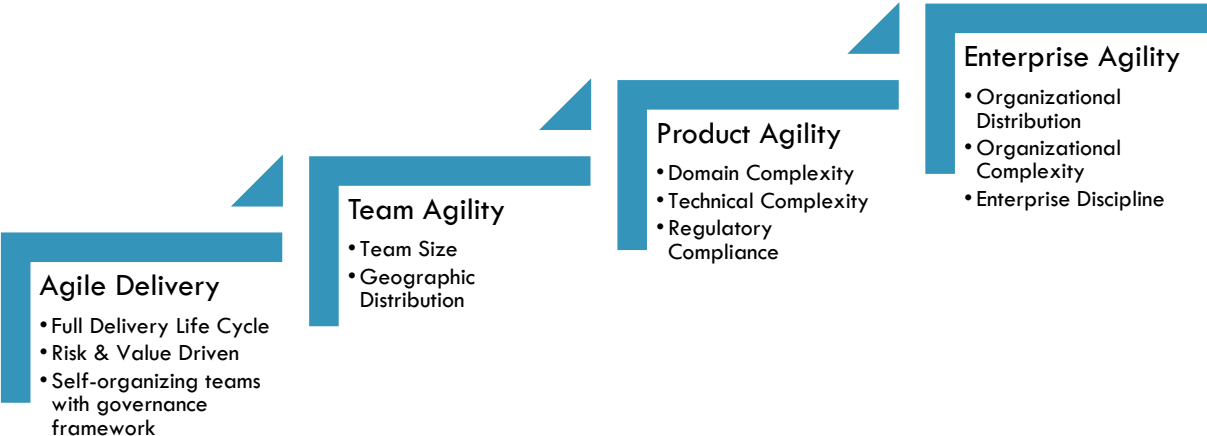 Agile Delivery
• Full Delivery Life Cycle
• Risk & Value Driven
• Self-organizing teams
with governance
framework
Team Agility
• Team Size
• Geographic
Distribution
Product Agility
• Domain Complexity
• Technical Complexity
• Regulatory
Compliance
Enterprise Agility
• Organizational
Distribution
• Organizational
Complexity
• Enterprise Discipline